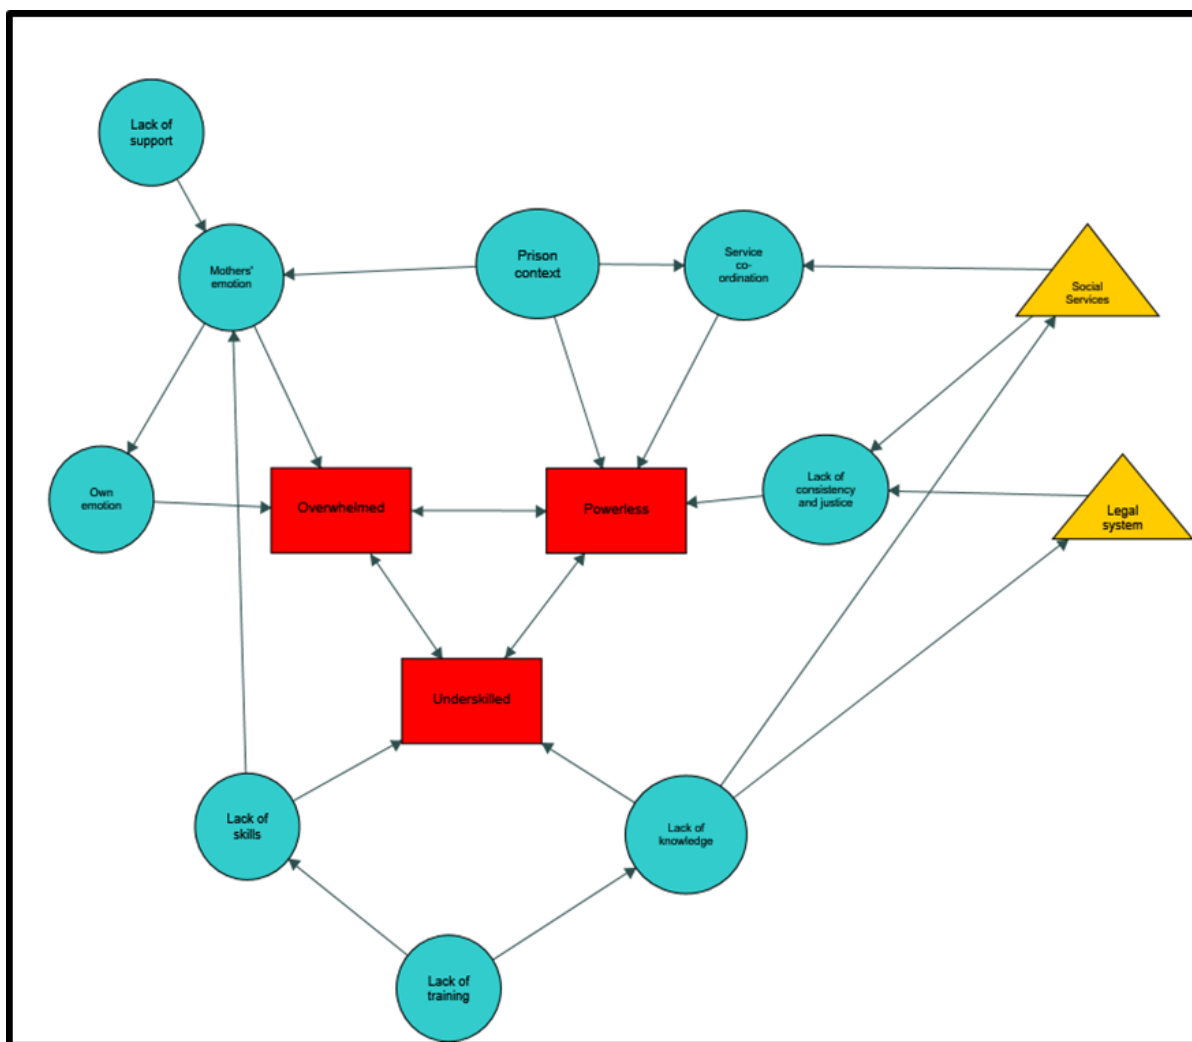 Lack of
support
Mothers'
emotion
Prison
context
Service
co-
ordination
Social
Services
Own
emotion
Overwhelmed
Powerless
Lack of
consistency
and justice
Legal
system
Underskilled
Lack of
skills
Lack of
knowledge
Lack of
training